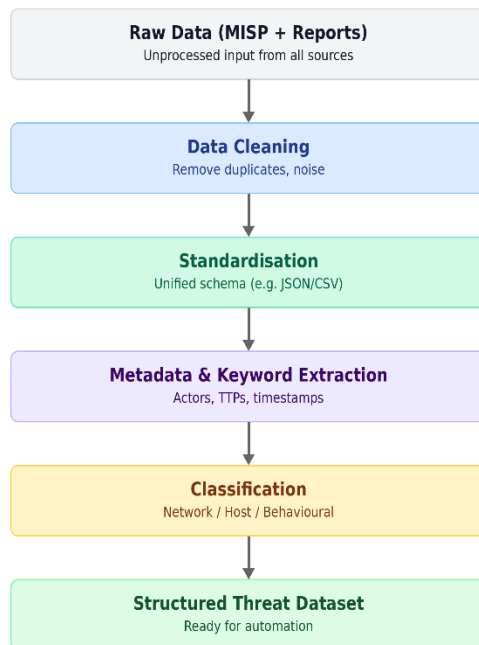 Raw Data (MISP + Reports)
Unprocessed input from all sources
Data Cleaning
Remove duplicates, noise
Standardisation
Unified schema (e.g. JSON/CSV)
Metadata & Keyword Extraction
Actors, TTPs, timestamps
Classification
Network / Host / Behavioural
Structured Threat Dataset
Ready for automation